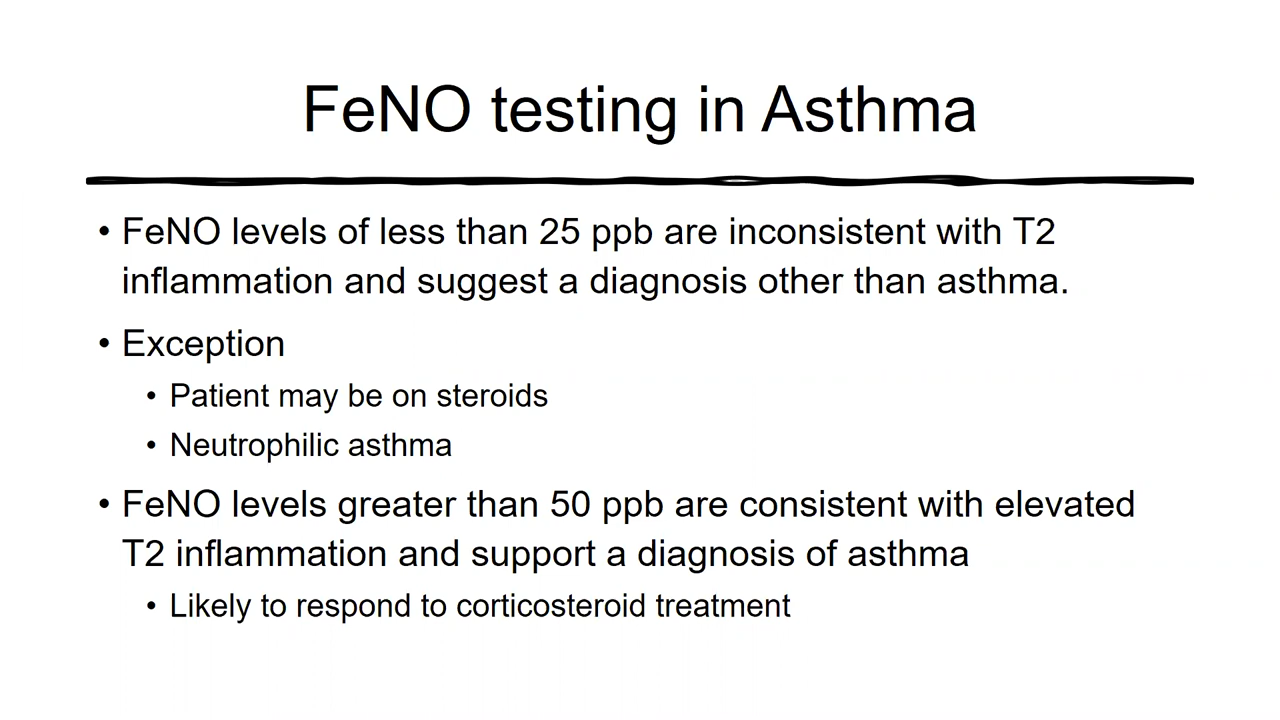 FeNO testing in Asthma
• FeNO levels of less than 25 ppb are inconsistent with T2
inflammation and suggest a diagnosis other than asthma.
• Exception
• Patient may be on steroids
• Neutrophilic asthma
• FeNO levels greater than 50 ppb are consistent with elevated
T2 inflammation and support a diagnosis of asthma
• Likely to respond to corticosteroid treatment